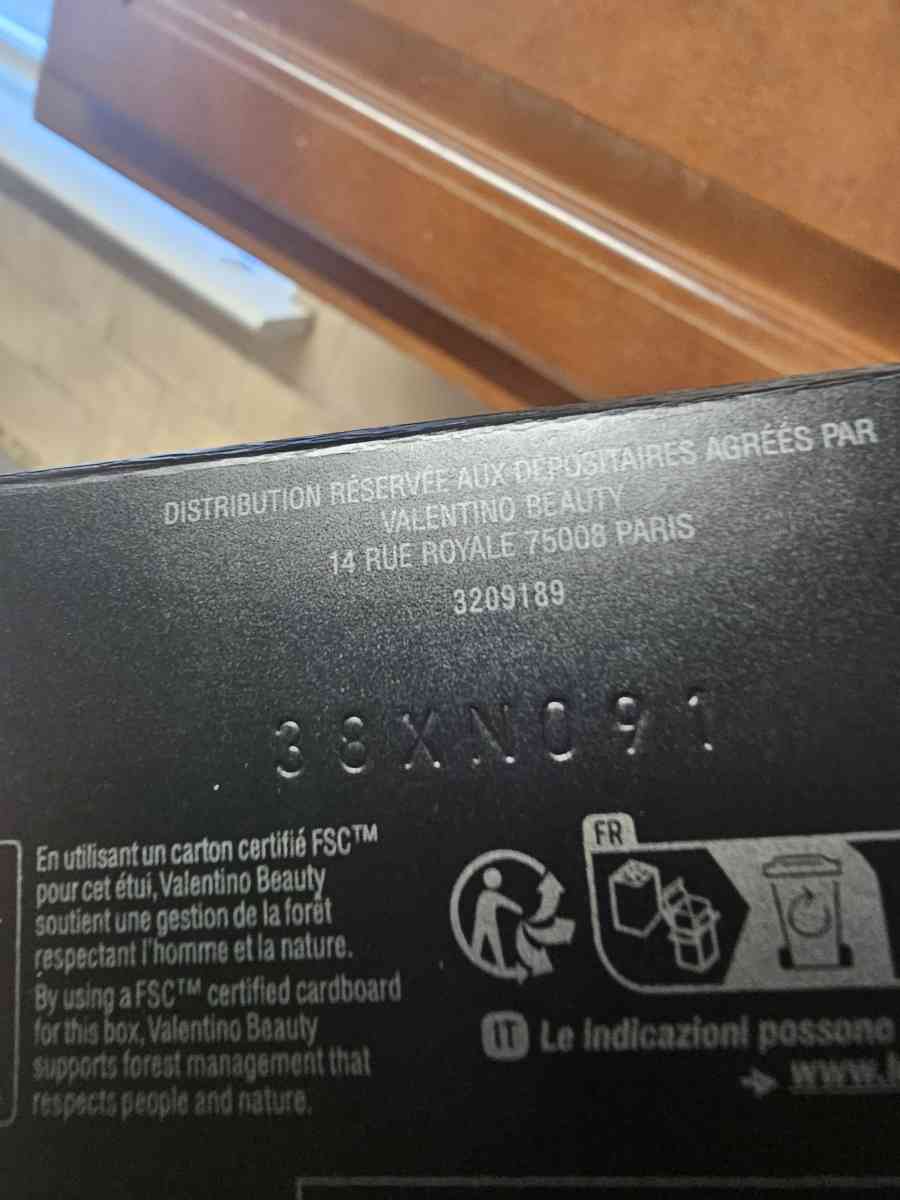 DISTRIBUTION RÉSERVÉE AUX DÉPOSITAIRES AGRÉÉS PAR
VALENTINO BEAUTY
14 RUE ROYALE 75008 PARIS
3209189
38XN091
En utilisant un carton certifié FSC™
pour cet étui, Valentino Beauty
soutient une gestion de la forêt
respectant l'homme et la nature.
By using a FSC™ certified cardboard
for this box, Valentino Beauty
supports forest management that
respects people and nature.
FR
IT Le indicazioni possono
www.